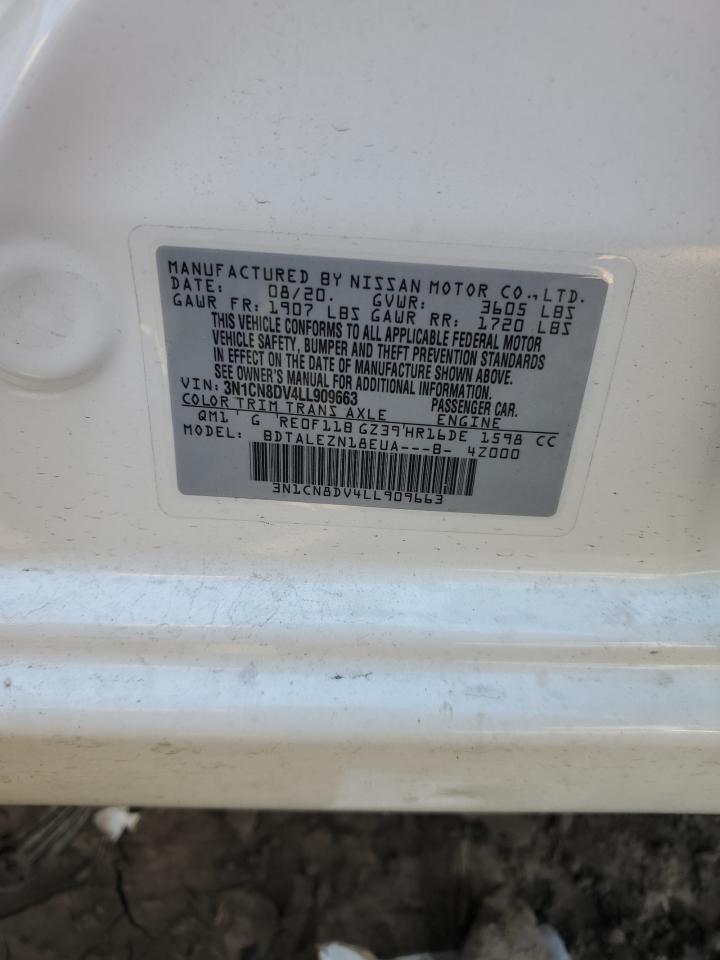 MANUFACTURED BY NISSAN MOTOR CO., LTD.
DATE: 08/20. GVWR: 3605 LBS
GAWR FR: 1907 LBS GAWR RR: 1720 LBS
THIS VEHICLE CONFORMS TO ALL APPLICABLE FEDERAL MOTOR
VEHICLE SAFETY, BUMPER AND THEFT PREVENTION STANDARDS
IN EFFECT ON THE DATE OF MANUFACTURE SHOWN ABOVE.
SEE OWNER'S MANUAL FOR ADDITIONAL INFORMATION.
VIN: 3N1CN8DV4LL909663 PASSENGER CAR.
COLOR TRIM TRANS AXLE ENGINE
QM1 ' G 'RE0F11B GZ39'HR16DE 1598 CC
MODEL: BDTALEZN18EUA---B- 4Z000
3N1CN8DV4LL909663